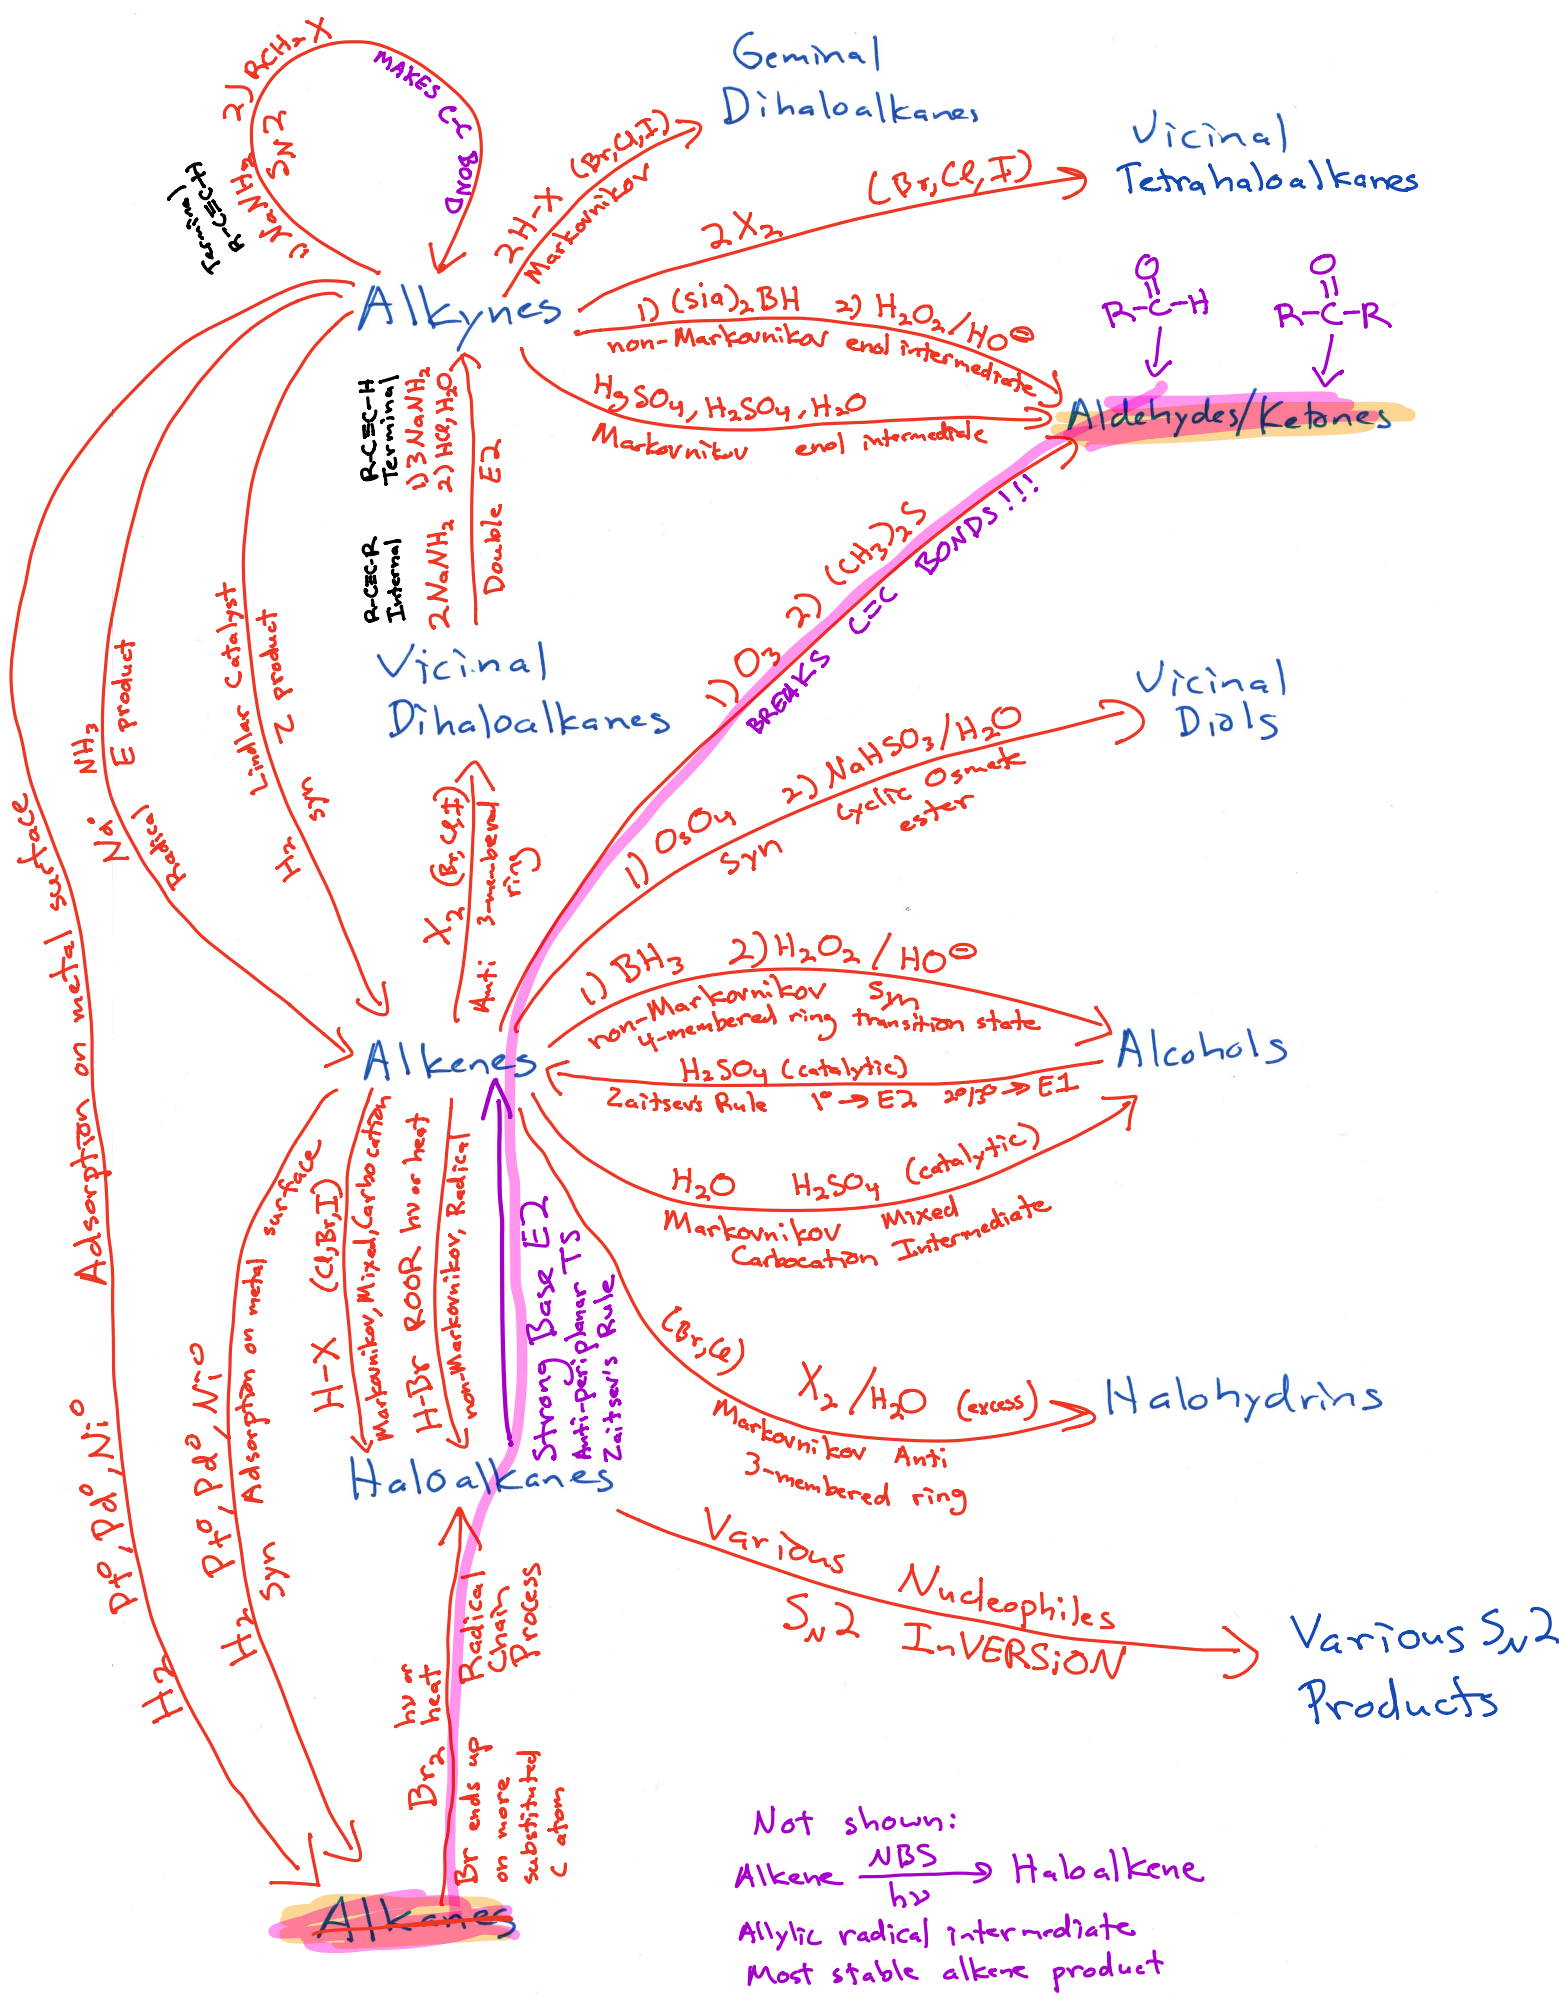 Geminal
Dihaloalkanes
Vicinal
Tetrahaloalkanes
1) NaNH₂
2) RCH₂X
SN2
MAKES C-C BOND
Terminal
R-C≡C-H
2H-X (Br,Cl,I)
Markovnikov
2X₂ (Br,Cl,I)
Alkynes
1) (sia)₂BH 2) H₂O₂/HO⊖
non-Markovnikov enol intermediate
HgSO₄, H₂SO₄, H₂O
Markovnikov enol intermediate
O
R-C-H
O
R-C-R
Aldehydes/Ketones
R-C≡C-H
Terminal
1) 3NaNH₂
2) HCl, H₂O
R-C≡C-R
Internal
2NaNH₂
Double E2
Vicinal
Dihaloalkanes
1) O₃ 2) (CH₃)₂S
BREAKS C=C BONDS!!!
Vicinal
Diols
1) OsO₄ 2) NaHSO₃/H₂O
Syn
Cyclic Osmate
ester
H₂ Lindlar Catalyst
syn Z product
Na° NH₃
Radical E product
H₂ Pt⁰, Pd⁰, Ni⁰
Adsorption on metal surface
X₂ (Br,Cl,I)
Anti 3-membered
ring
Alkenes
1) BH₃ 2) H₂O₂ / HO⊖
non-Markovnikov Syn
4-membered ring transition state
Alcohols
H₂SO₄ (catalytic)
Zaitsev's Rule 1° → E2 2°/3° → E1
H₂O H₂SO₄ (catalytic)
Markovnikov Mixed
Carbocation Intermediate
H₂ Pt⁰, Pd⁰, Ni⁰
Syn Adsorption on metal surface
H-X (Cl,Br,I)
Markovnikov, Mixed, Carbocation
H-Br ROOR hν or heat
non-Markovnikov, Radical
Strong Base E2
Anti-periplanar TS
Zaitsev's Rule
(Br,Cl)
X₂/H₂O (excess)
Markovnikov Anti
3-membered ring
Halohydrins
Haloalkanes
Various Nucleophiles
SN2 InVERSiON
Various SN2
Products
Br₂ hν or
heat
Radical
Chain
Process
Br ends up
on more
substituted
C atom
Alkanes
Not shown:
Alkene NBS → Haloalkene
hν
Allylic radical intermediate
Most stable alkene product